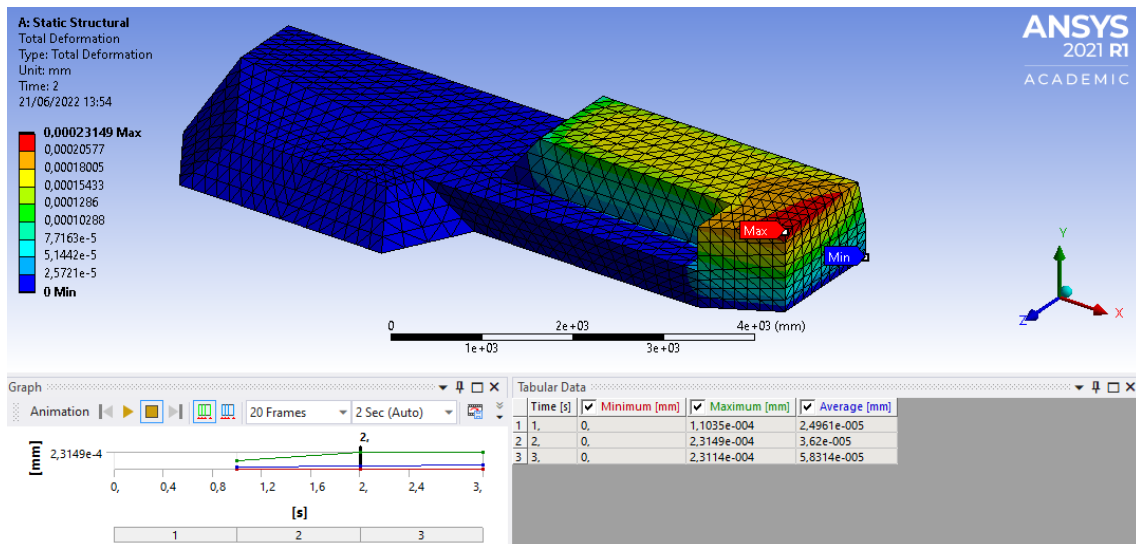 A: Static Structural
Total Deformation
Type: Total Deformation
Unit: mm
Time: 2
21/06/2022 13:54
0,00023149 Max
0,00020577
0,00018005
0,00015433
0,0001286
0,00010288
7,7163e-5
5,1442e-5
2,5721e-5
0 Min
ANSYS
2021 R1
ACADEMIC
Max
Min
Y
X
Z
0 2e+03 4e+03 (mm)
1e+03 3e+03
Graph
Animation 20 Frames 2 Sec (Auto)
2,
[mm]
2,3149e-4
0, 0,4 0,8 1,2 1,6 2, 2,4 3,
[s]
1 2 3
Tabular Data
Time [s] Minimum [mm] Maximum [mm] Average [mm]
1 1, 0, 1,1035e-004 2,4961e-005
2 2, 0, 2,3149e-004 3,62e-005
3 3, 0, 2,3114e-004 5,8314e-005